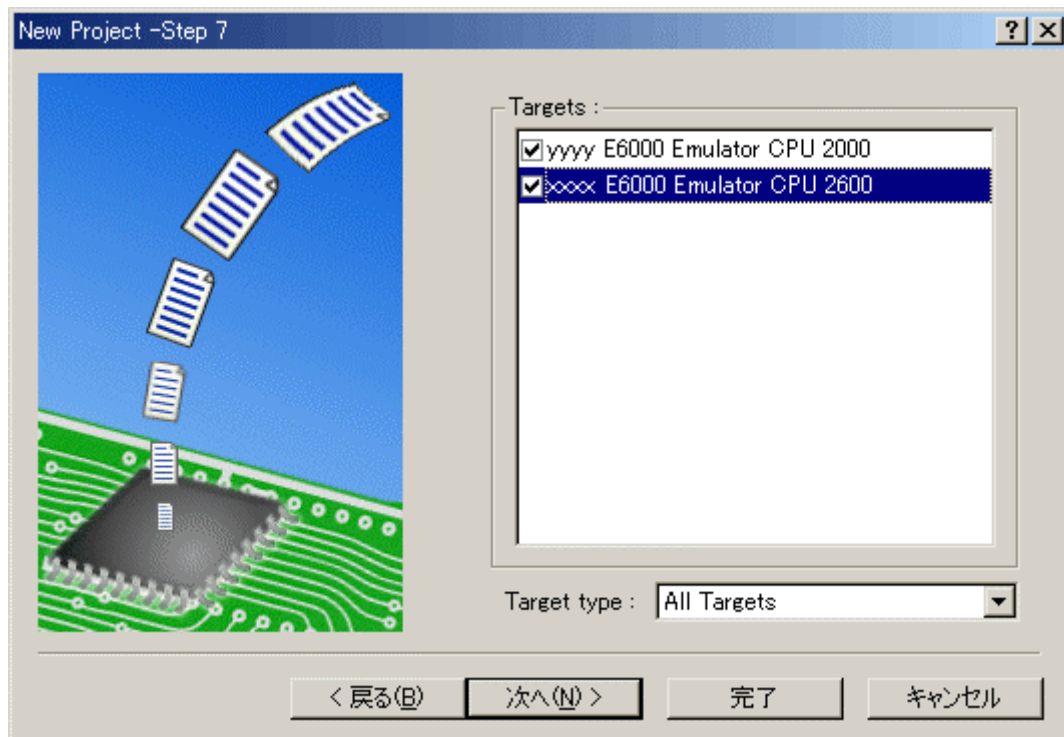 New Project -Step 7
Targets :
yyyy E6000 Emulator CPU 2000
xxxx E6000 Emulator CPU 2600
Target type :
All Targets
< 戻る(B)
次へ(N) >
完了
キャンセル